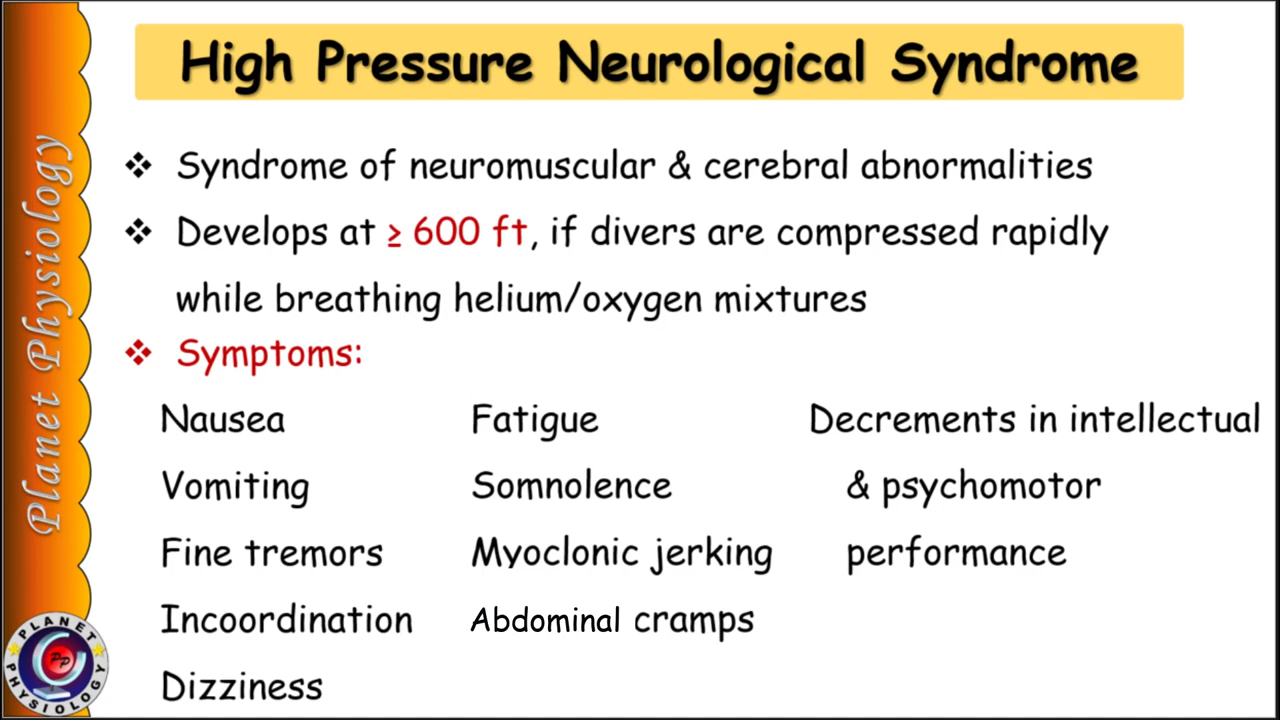 High Pressure Neurological Syndrome
❖ Syndrome of neuromuscular & cerebral abnormalities
❖ Develops at ≥ 600 ft, if divers are compressed rapidly
while breathing helium/oxygen mixtures
❖ Symptoms:
Nausea
Vomiting
Fine tremors
Incoordination
Dizziness
Fatigue
Somnolence
Myoclonic jerking
Abdominal cramps
Decrements in intellectual
& psychomotor
performance
Planet Physiology
PLANET
PP
PHYSIOLOGY